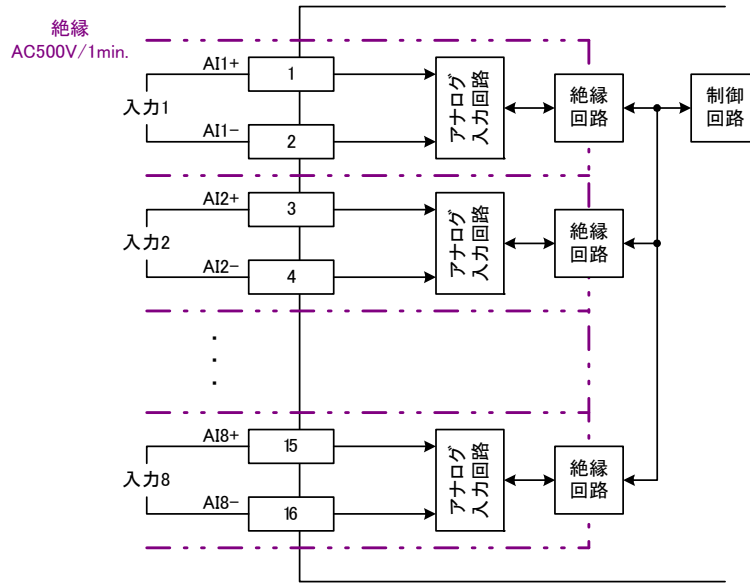 絶縁
AC500V/1min.
AI1+
1
アナログ
入力回路
絶縁
回路
制御
回路
入力1
AI1-
2
AI2+
3
アナログ
入力回路
絶縁
回路
入力2
AI2-
4
・
・
・
AI8+
15
アナログ
入力回路
絶縁
回路
入力8
AI8-
16